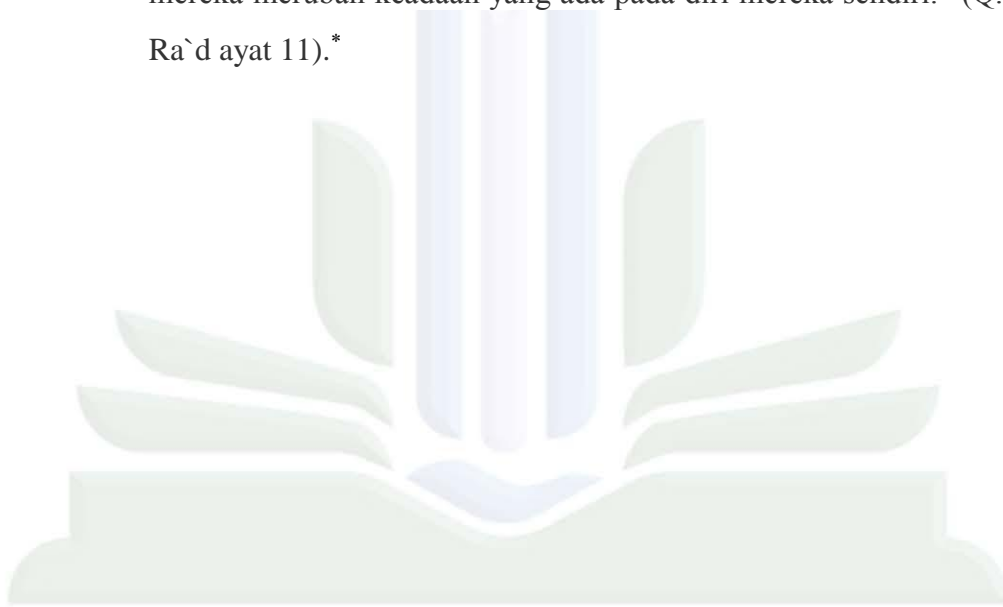 mereka merubah keadaan yang ada pada diri mereka sendiri.
Ra`d ayat 11).*